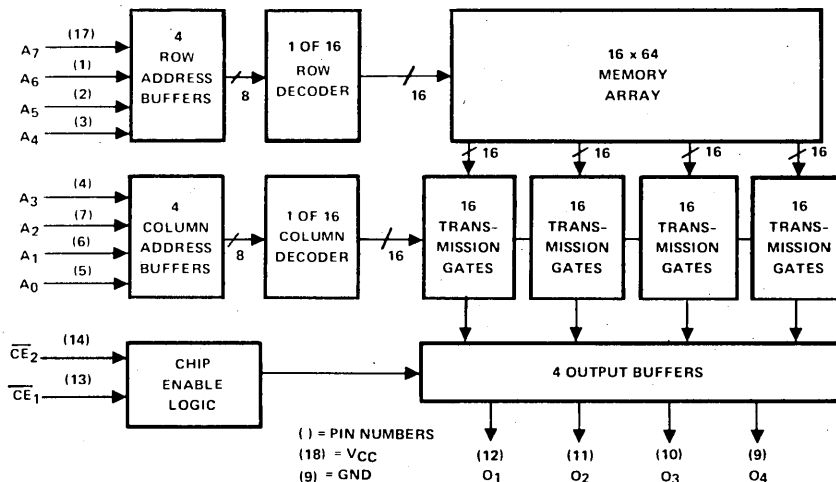 A7 (17)
A6 (1)
A5 (2)
A4 (3)
4
ROW
ADDRESS
BUFFERS
8
1 OF 16
ROW
DECODER
16
16 x 64
MEMORY
ARRAY
16 16 16 16
A3 (4)
A2 (7)
A1 (6)
A0 (5)
4
COLUMN
ADDRESS
BUFFERS
8
1 OF 16
COLUMN
DECODER
16
16
TRANS-
MISSION
GATES
16
TRANS-
MISSION
GATES
16
TRANS-
MISSION
GATES
16
TRANS-
MISSION
GATES
C̅E̅2 (14)
C̅E̅1 (13)
CHIP
ENABLE
LOGIC
4 OUTPUT BUFFERS
( ) = PIN NUMBERS
(18) = VCC
(9) = GND
(12) (11) (10) (9)
O1 O2 O3 O4